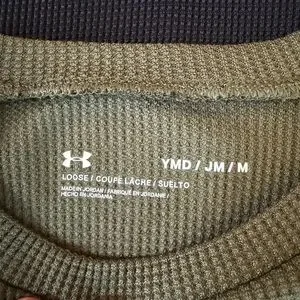 YMD / JM / M
LOOSE / COUPE LÂCHE / SUELTO
MADE IN JORDAN / FABRIQUÉ EN JORDANIE /
HECHO EN JORDANIA